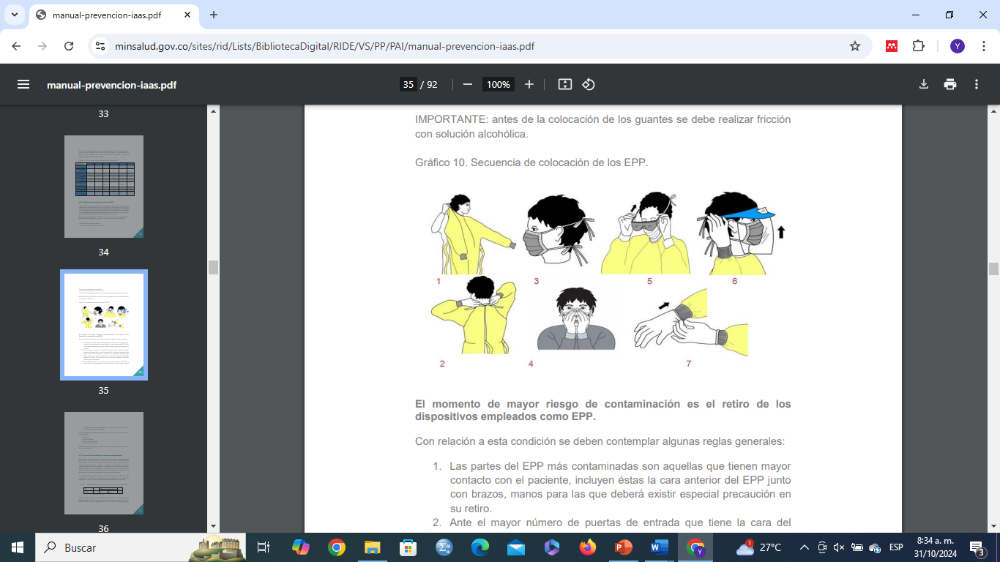 manual-prevencion-iaas.pdf
minsalud.gov.co/sites/rid/Lists/BibliotecaDigital/RIDE/VS/PP/PAI/manual-prevencion-iaas.pdf
Y
manual-prevencion-iaas.pdf
35 / 92
100%
33
34
35
36
IMPORTANTE: antes de la colocación de los guantes se debe realizar fricción
con solución alcohólica.
Gráfico 10. Secuencia de colocación de los EPP.
1
3
5
6
2
4
7
El momento de mayor riesgo de contaminación es el retiro de los
dispositivos empleados como EPP.
Con relación a esta condición se deben contemplar algunas reglas generales:
1. Las partes del EPP más contaminadas son aquellas que tienen mayor
contacto con el paciente, incluyen éstas la cara anterior del EPP junto
con brazos, manos para las que deberá existir especial precaución en
su retiro.
2. Ante el mayor número de puertas de entrada que tiene la cara del
Buscar
1
27°C
ESP
8:34 a. m.
31/10/2024
3